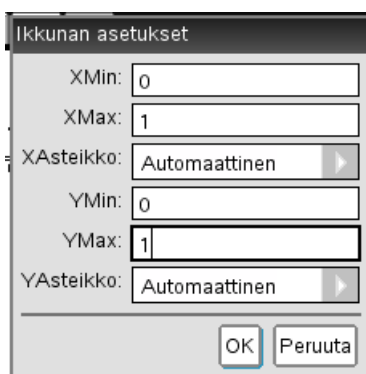 Ikkunan asetukset
XMin: 0
XMax: 1
XAsteikko: Automaattinen
YMin: 0
YMax: 1
YAsteikko: Automaattinen
OK Peruuta